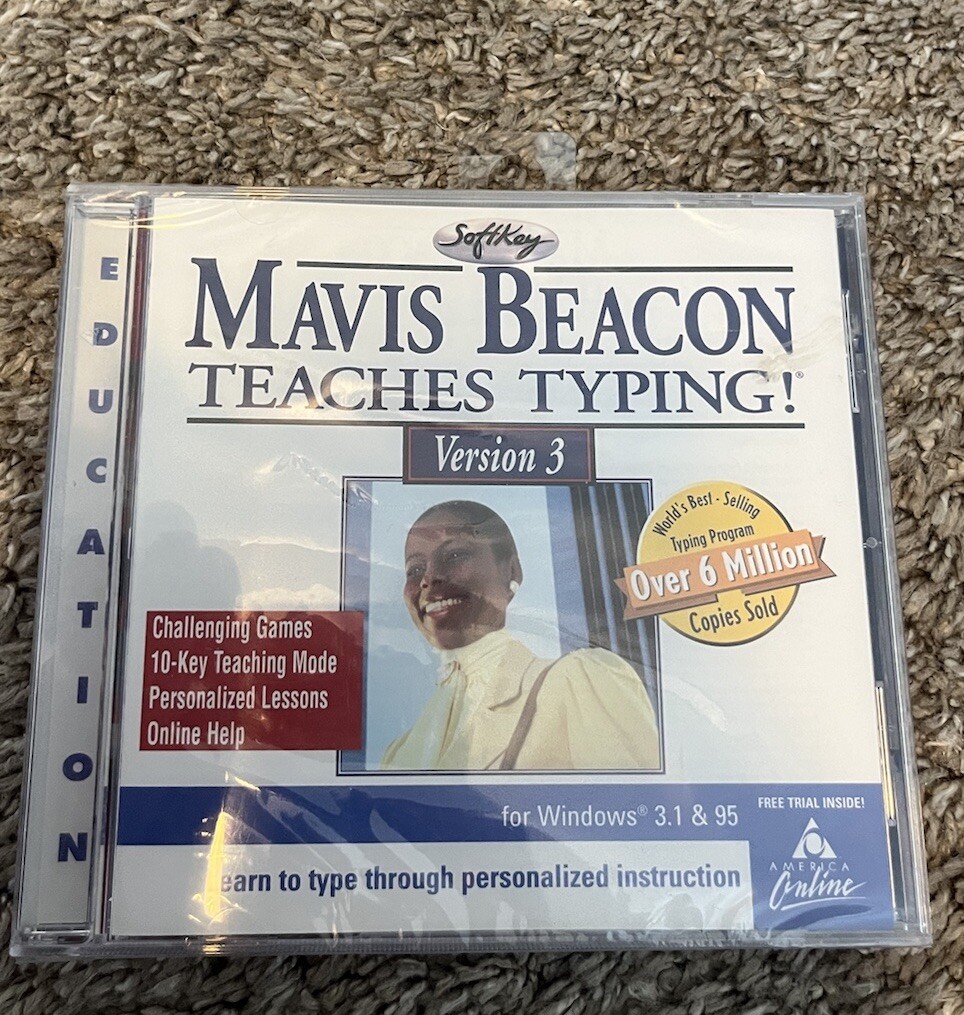 EDUCATION
SoftKey
MAVIS BEACON
TEACHES TYPING!®
Version 3
World's Best - Selling
Typing Program
Over 6 Million
Copies Sold
Challenging Games
10-Key Teaching Mode
Personalized Lessons
Online Help
for Windows® 3.1 & 95
FREE TRIAL INSIDE!
AMERICA
Online
earn to type through personalized instruction